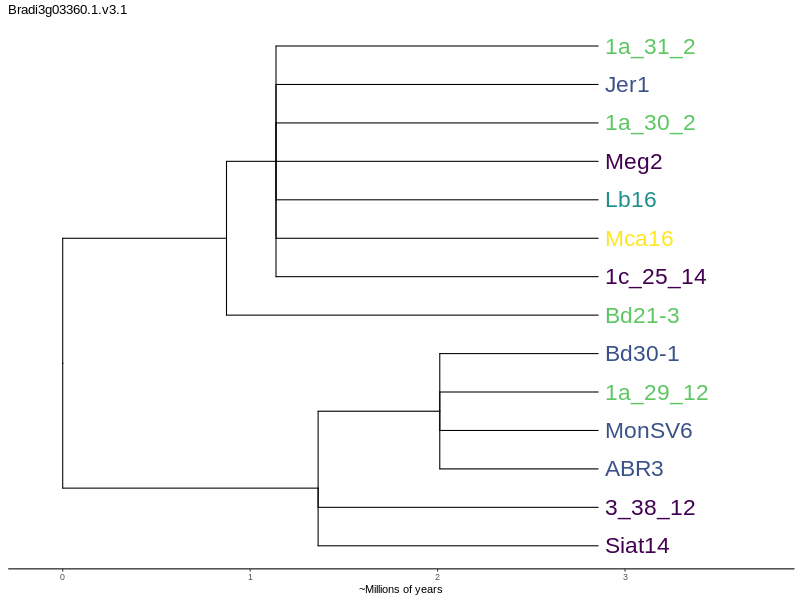 Bradi3g03360.1.v3.1
1a_31_2
Jer1
1a_30_2
Meg2
Lb16
Mca16
1c_25_14
Bd21-3
Bd30-1
1a_29_12
MonSV6
ABR3
3_38_12
Siat14
0 1 2 3
~Millions of years